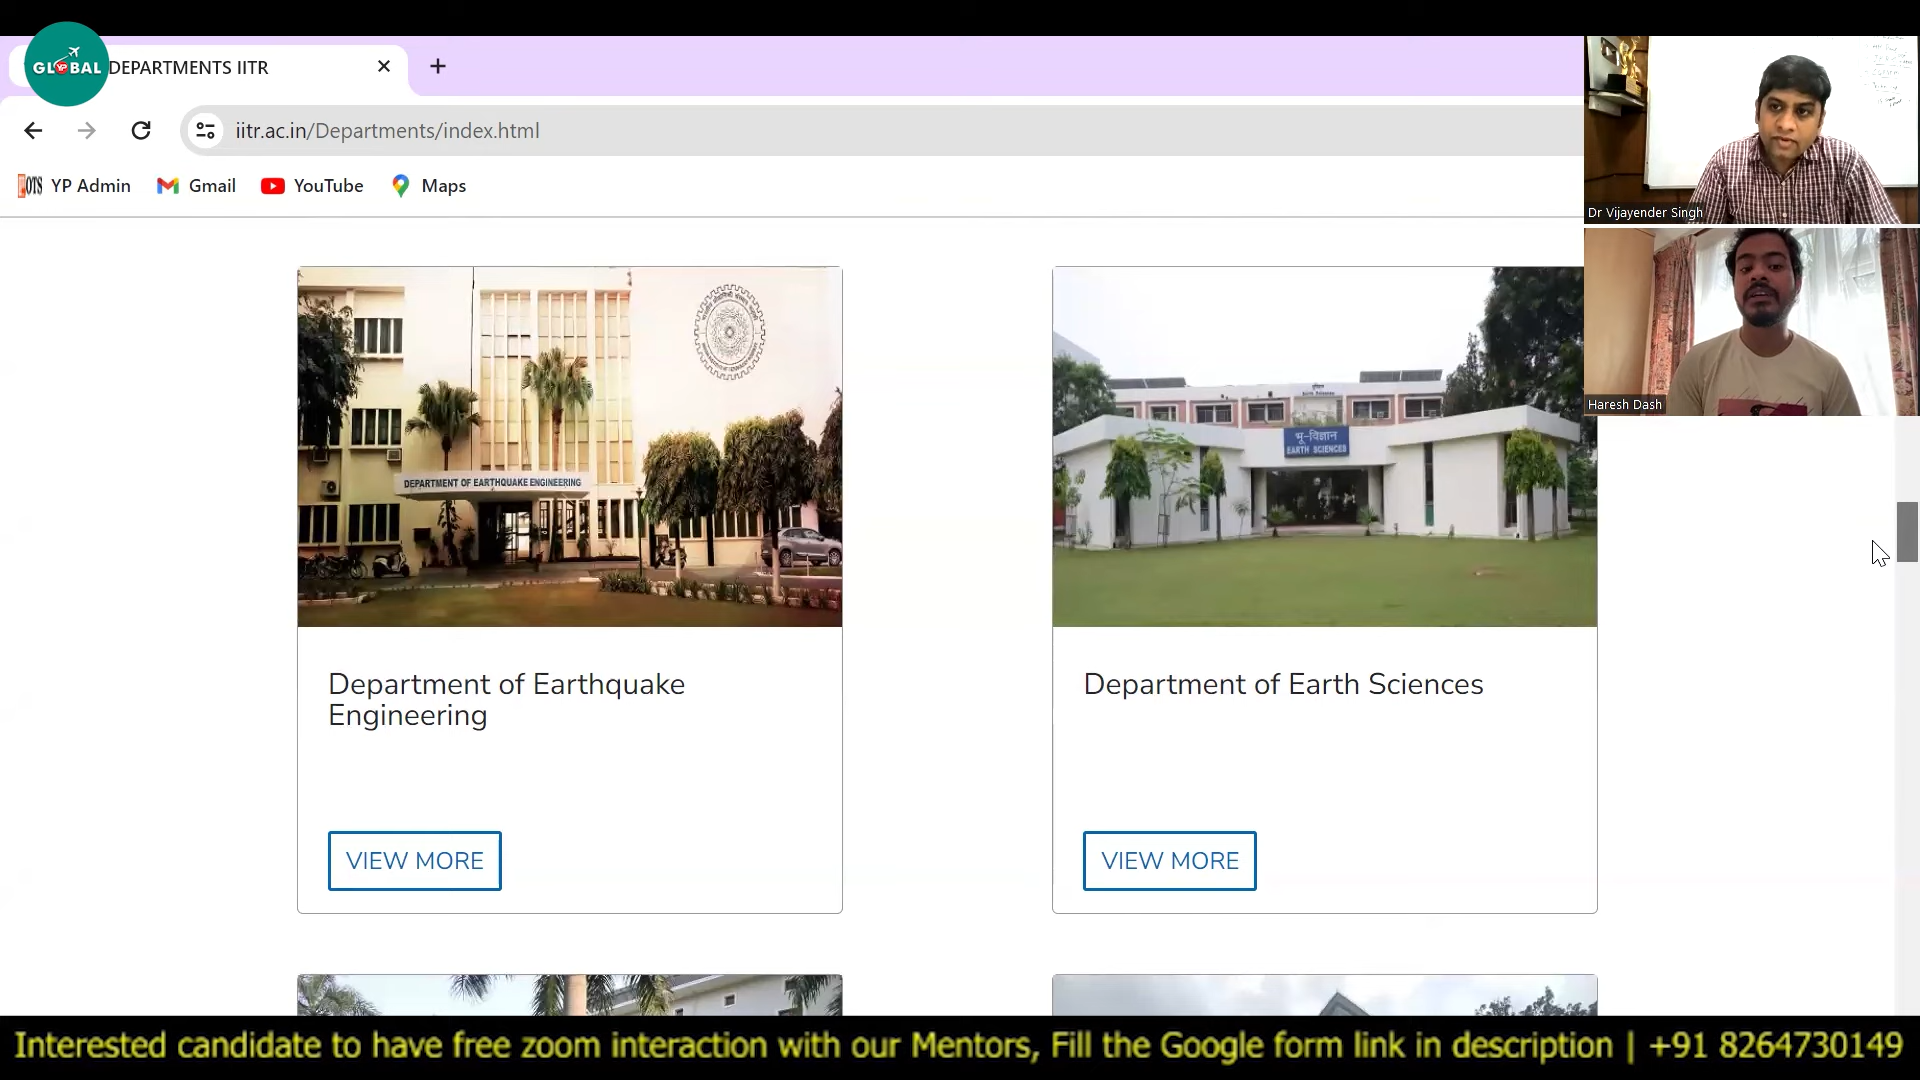 GLOBAL
YP
DEPARTMENTS IITR
iitr.ac.in/Departments/index.html
OTS YP Admin
Gmail
YouTube
Maps
Dr Vijayender Singh
Haresh Dash
DEPARTMENT OF EARTHQUAKE ENGINEERING
भू-विज्ञान
EARTH SCIENCES
Department of Earthquake
Engineering
Department of Earth Sciences
VIEW MORE
VIEW MORE
Interested candidate to have free zoom interaction with our Mentors, Fill the Google form link in description | +91 8264730149